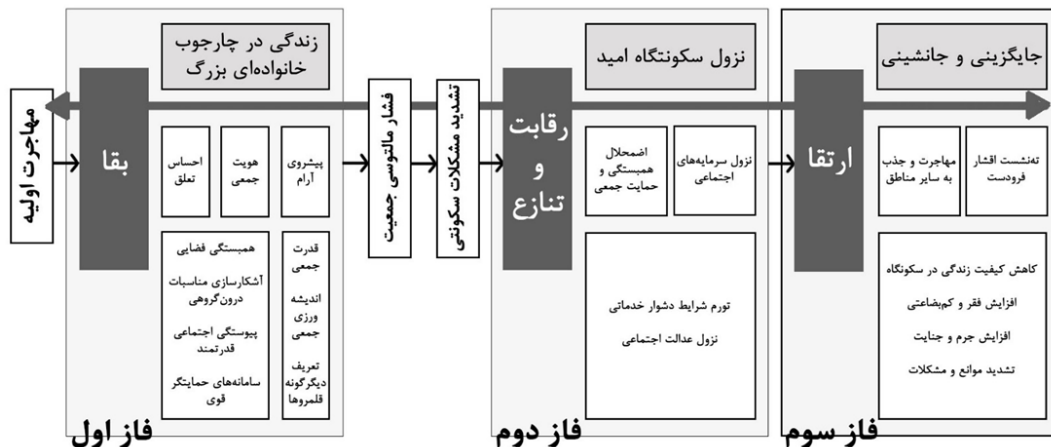 مهاجرت اولیه
زندگی در چارچوب
خانواده‌ای بزرگ
بقا
احساس
تعلق
هویت
جمعی
پیشروی
آرام
همبستگی فضایی
آشکارسازی مناسبات
درون‌گروهی
پیوستگی اجتماعی
قدرتمند
سامانه‌های حمایتگر
قوی
قدرت
جمعی
اندیشه
ورزی
جمعی
تعریف
دیگرگونه
قلمروها
فاز اول
فشار مالتوسی جمعیت
تشدید مشکلات سکونتی
نزول سکونتگاه امید
رقابت
و
تنازع
اضمحلال
همبستگی و
حمایت جمعی
نزول سرمایه‌های
اجتماعی
تورم شرایط دشوار خدماتی
نزول عدالت اجتماعی
فاز دوم
جایگزینی و جانشینی
ارتقا
مهاجرت و جذب
به سایر مناطق
ته‌نشست اقشار
فرودست
کاهش کیفیت زندگی در سکونگاه
افزایش فقر و کم‌بضاعتی
افزایش جرم و جنایت
تشدید موانع و مشکلات
فاز سوم